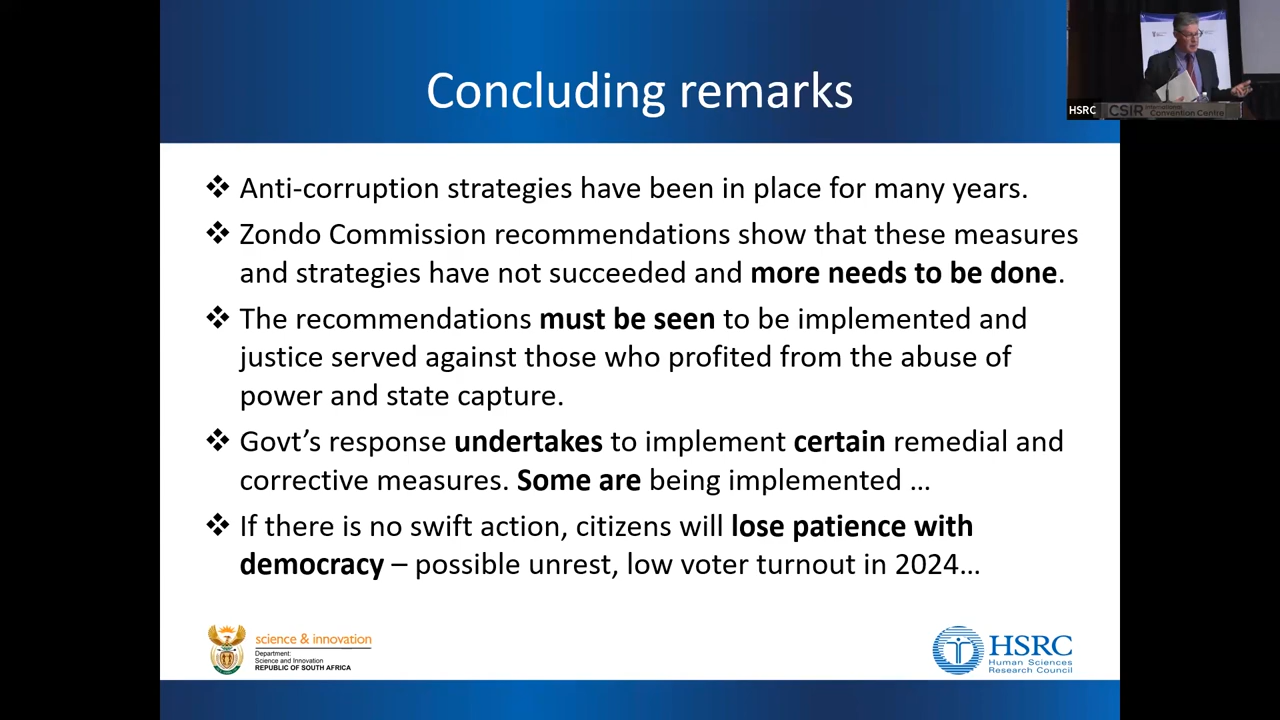 Concluding remarks
HSRC
CSIR International
Convention Centre
❖ Anti-corruption strategies have been in place for many years.
❖ Zondo Commission recommendations show that these measures
and strategies have not succeeded and more needs to be done.
❖ The recommendations must be seen to be implemented and
justice served against those who profited from the abuse of
power and state capture.
❖ Govt’s response undertakes to implement certain remedial and
corrective measures. Some are being implemented …
❖ If there is no swift action, citizens will lose patience with
democracy – possible unrest, low voter turnout in 2024…
science & innovation
Department:
Science and Innovation
REPUBLIC OF SOUTH AFRICA
HSRC
Human Sciences
Research Council